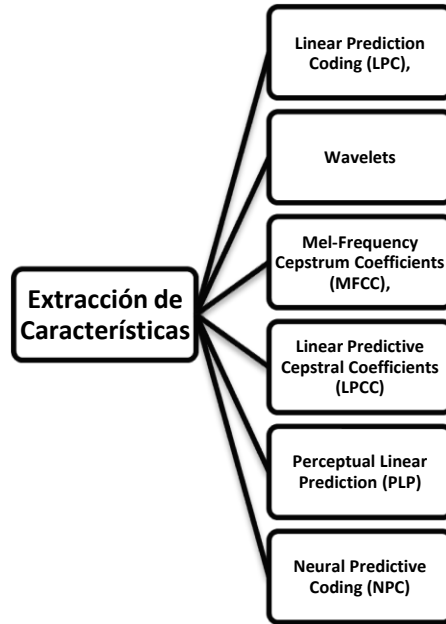 Linear Prediction
Coding (LPC),
Wavelets
Mel-Frequency
Cepstrum Coefficients
(MFCC),
Extracción de
Características
Linear Predictive
Cepstral Coefficients
(LPCC)
Perceptual Linear
Prediction (PLP)
Neural Predictive
Coding (NPC)